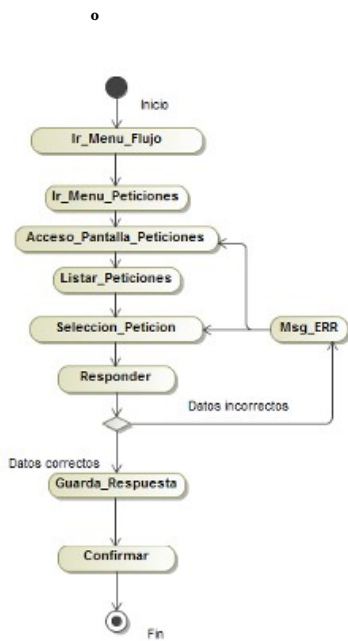 o
Inicio
Ir_Menu_Flujo
Ir_Menu_Peticiones
Acceso_Pantalla_Peticiones
Listar_Peticiones
Seleccion_Peticion
Msg_ERR
Responder
Datos incorrectos
Datos correctos
Guarda_Respuesta
Confirmar
Fin